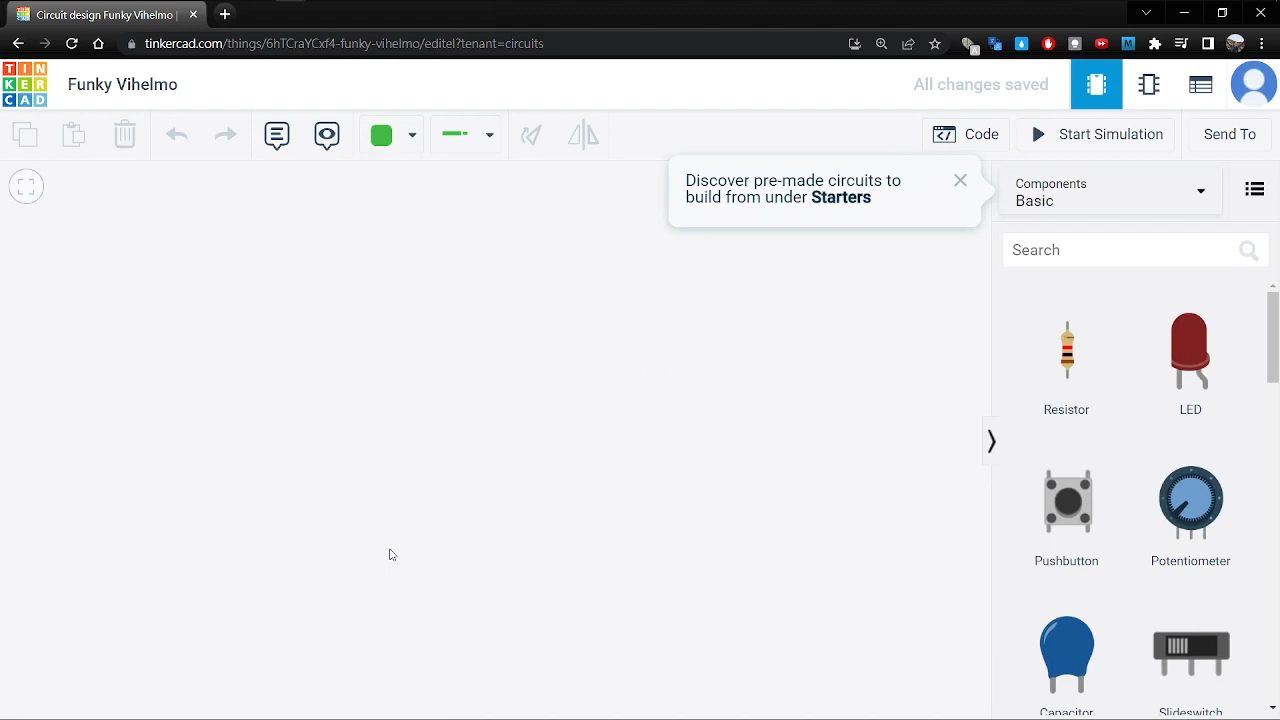 Circuit design Funky Vihelmo |
tinkercad.com/things/6hTCraYCxf4-funky-vihelmo/editel?tenant=circuits
TIN
KER
CAD
Funky Vihelmo
All changes saved
Code
Start Simulation
Send To
Discover pre-made circuits to
build from under Starters
Components
Basic
Search
Resistor
LED
Pushbutton
Potentiometer
Capacitor
Slideswitch